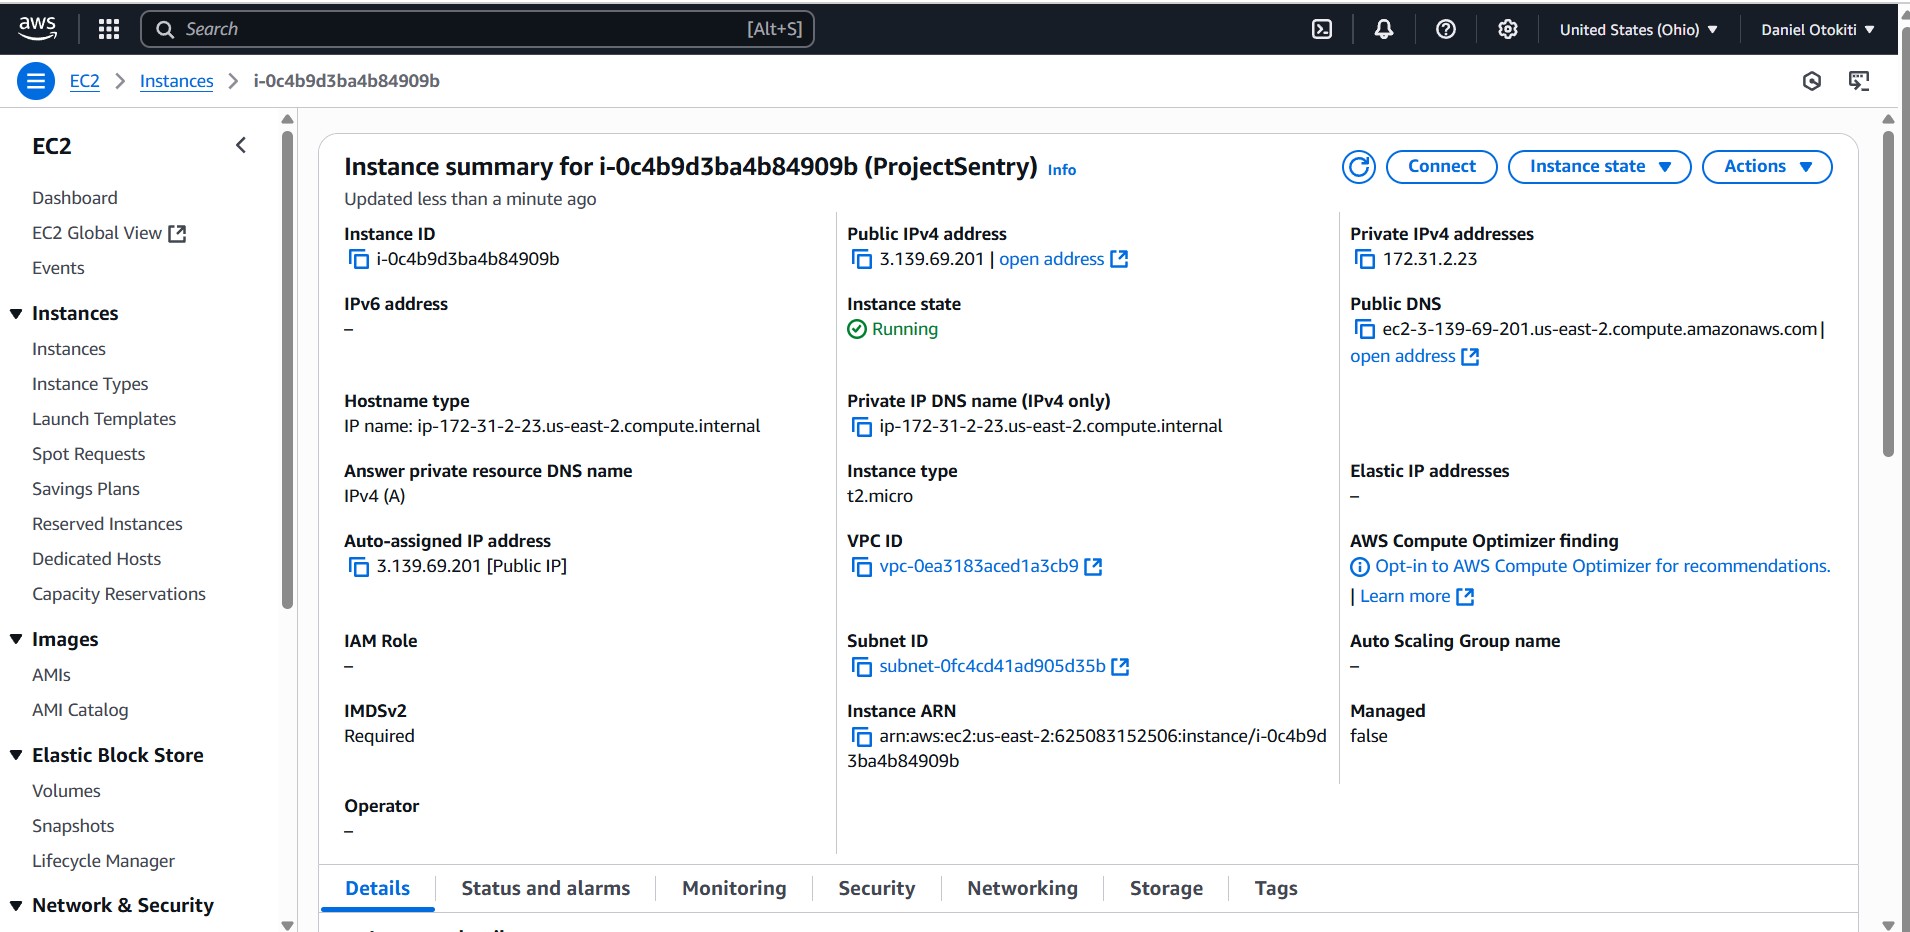 aws
Search [Alt+S]
United States (Ohio) Daniel Otokiti
EC2 Instances i-0c4b9d3ba4b84909b
EC2
Dashboard
EC2 Global View
Events
Instances
Instances
Instance Types
Launch Templates
Spot Requests
Savings Plans
Reserved Instances
Dedicated Hosts
Capacity Reservations
Images
AMIs
AMI Catalog
Elastic Block Store
Volumes
Snapshots
Lifecycle Manager
Network & Security
Instance summary for i-0c4b9d3ba4b84909b (ProjectSentry) Info
Connect Instance state Actions
Updated less than a minute ago
Instance ID
i-0c4b9d3ba4b84909b
Public IPv4 address
3.139.69.201 | open address
Private IPv4 addresses
172.31.2.23
IPv6 address
–
Instance state
Running
Public DNS
ec2-3-139-69-201.us-east-2.compute.amazonaws.com |
open address
Hostname type
IP name: ip-172-31-2-23.us-east-2.compute.internal
Private IP DNS name (IPv4 only)
ip-172-31-2-23.us-east-2.compute.internal
Answer private resource DNS name
IPv4 (A)
Instance type
t2.micro
Elastic IP addresses
–
Auto-assigned IP address
3.139.69.201 [Public IP]
VPC ID
vpc-0ea3183aced1a3cb9
AWS Compute Optimizer finding
Opt-in to AWS Compute Optimizer for recommendations.
| Learn more
IAM Role
–
Subnet ID
subnet-0fc4cd41ad905d35b
Auto Scaling Group name
–
IMDSv2
Required
Instance ARN
arn:aws:ec2:us-east-2:625083152506:instance/i-0c4b9d
3ba4b84909b
Managed
false
Operator
–
Details Status and alarms Monitoring Security Networking Storage Tags